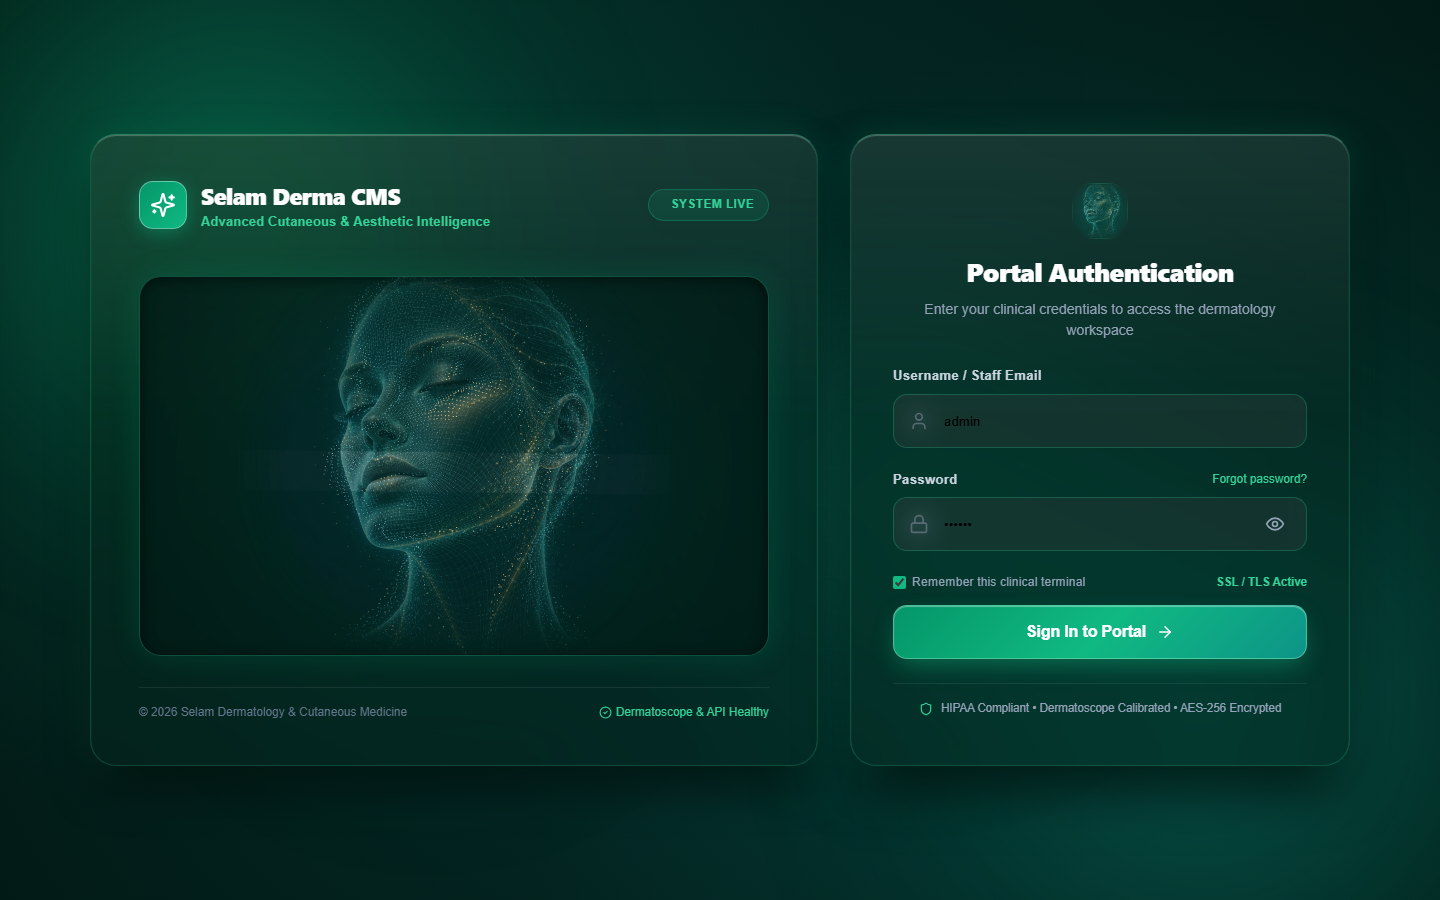 Selam Derma CMS
Advanced Cutaneous & Aesthetic Intelligence
SYSTEM LIVE
© 2026 Selam Dermatology & Cutaneous Medicine
Dermatoscope & API Healthy
Portal Authentication
Enter your clinical credentials to access the dermatology
workspace
Username / Staff Email
admin
Password
Forgot password?
••••••
Remember this clinical terminal
SSL / TLS Active
Sign In to Portal
HIPAA Compliant • Dermatoscope Calibrated • AES-256 Encrypted